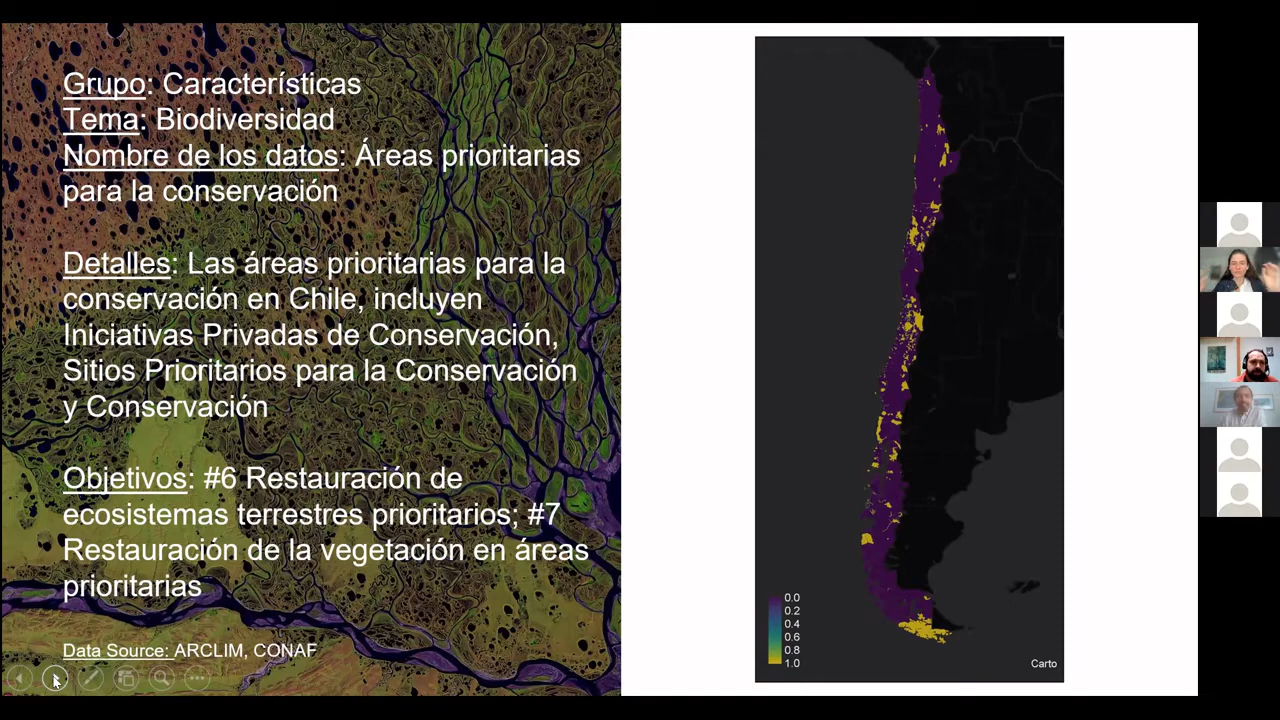 Grupo: Características
Tema: Biodiversidad
Nombre de los datos: Áreas prioritarias
para la conservación
Detalles: Las áreas prioritarias para la
conservación en Chile, incluyen
Iniciativas Privadas de Conservación,
Sitios Prioritarios para la Conservación
y Conservación
Objetivos: #6 Restauración de
ecosistemas terrestres prioritarios; #7
Restauración de la vegetación en áreas
prioritarias
Data Source: ARCLIM, CONAF
0.0
0.2
0.4
0.6
0.8
1.0
Carto